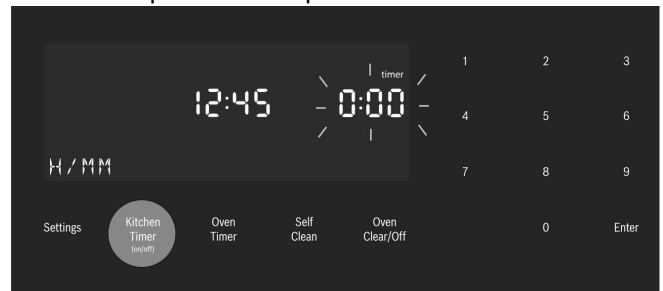 timer
12:45
0:00
H/MM
1 2 3
4 5 6
7 8 9
0 Enter
Settings
Kitchen
Timer
(on/off)
Oven
Timer
Self
Clean
Oven
Clear/Off